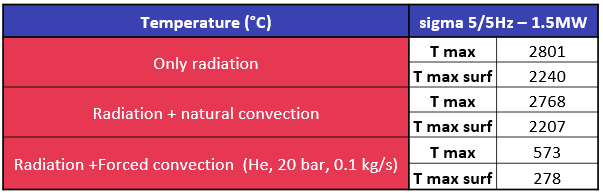 Temperature (°C) sigma 5/5Hz – 1.5MW
Only radiation
T max 2801
T max surf 2240
Radiation + natural convection
T max 2768
T max surf 2207
Radiation +Forced convection (He, 20 bar, 0.1 kg/s)
T max 573
T max surf 278